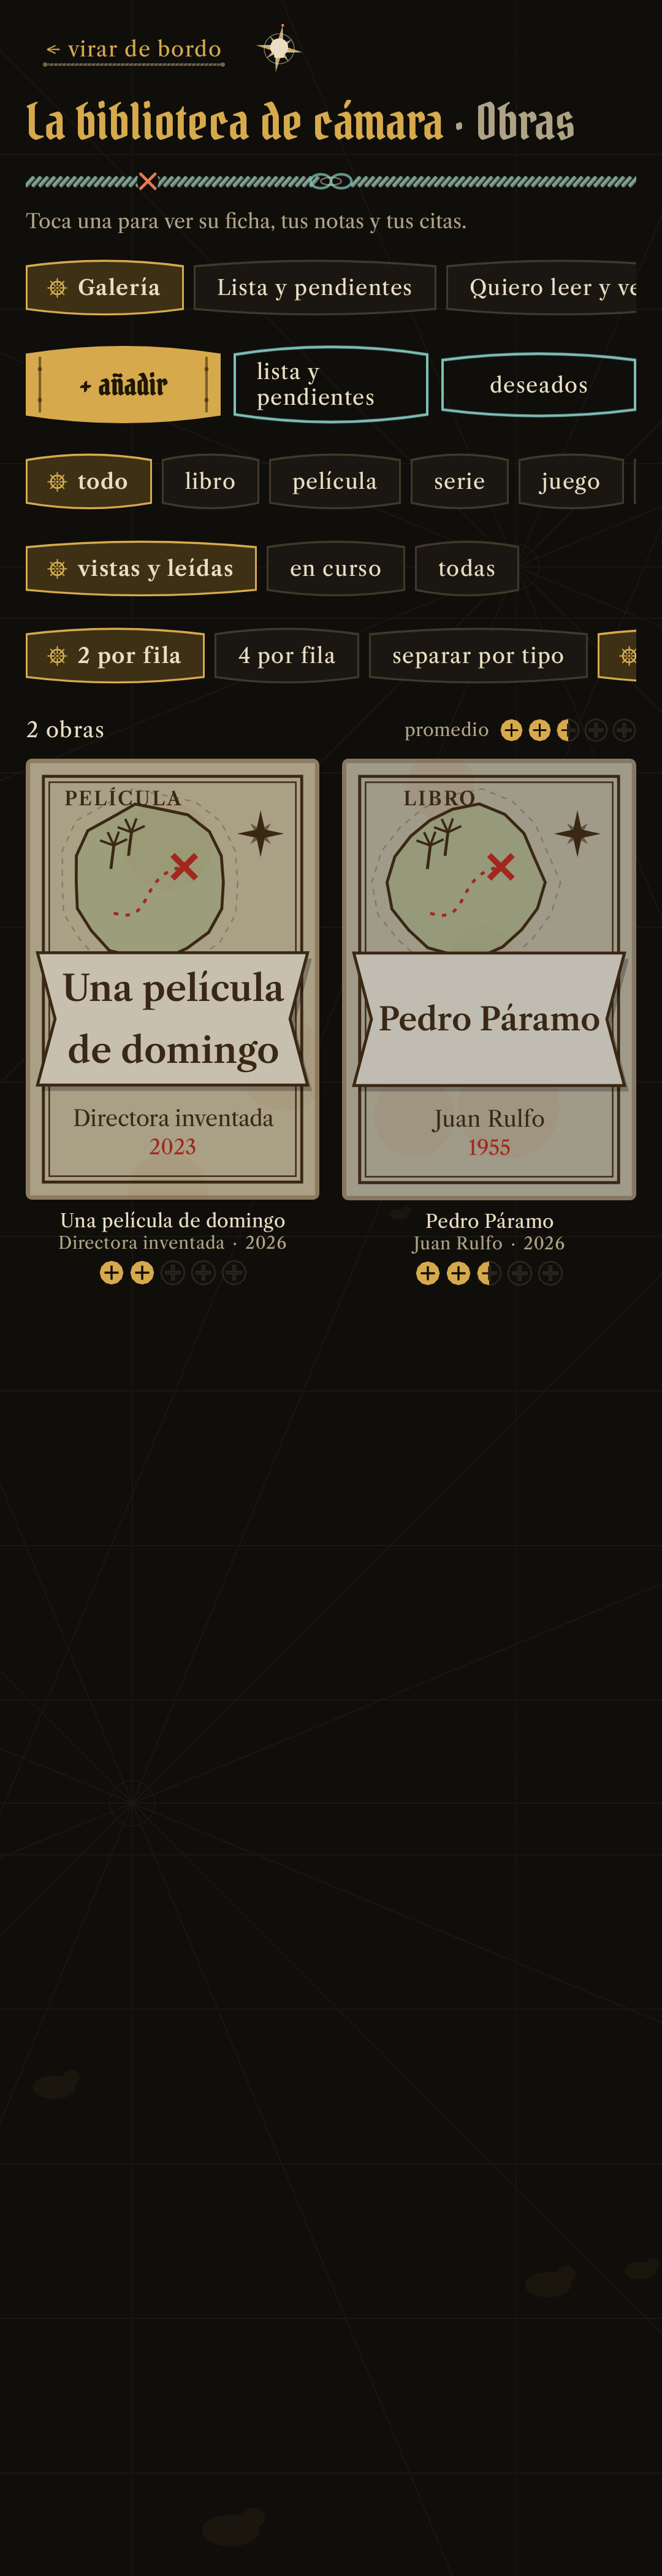 ← virar de bordo
La biblioteca de cámara · Obras
Toca una para ver su ficha, tus notas y tus citas.
Galería
Lista y pendientes
Quiero leer y ve
+ añadir
lista y
pendientes
deseados
todo
libro
película
serie
juego
vistas y leídas
en curso
todas
2 por fila
4 por fila
separar por tipo
2 obras
promedio
PELÍCULA
Una película
de domingo
Directora inventada
2023
Una película de domingo
Directora inventada · 2026
LIBRO
Pedro Páramo
Juan Rulfo
1955
Pedro Páramo
Juan Rulfo · 2026